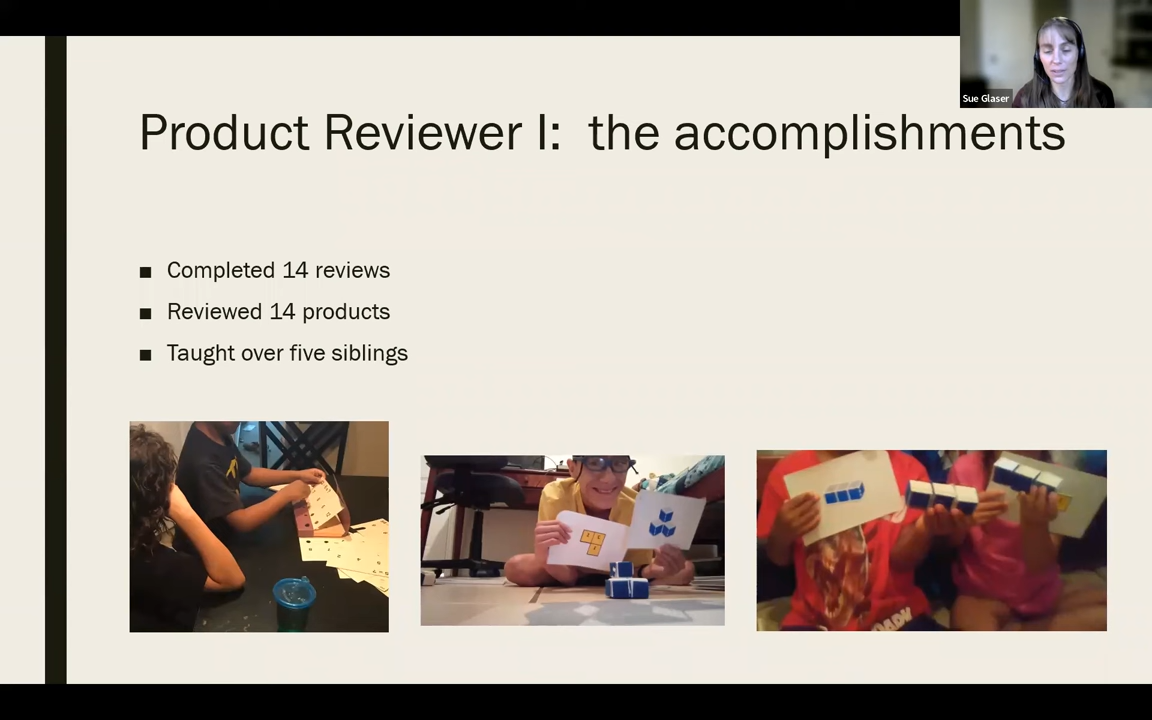 Sue Glaser
Product Reviewer I:  the accomplishments
■ Completed 14 reviews
■ Reviewed 14 products
■ Taught over five siblings